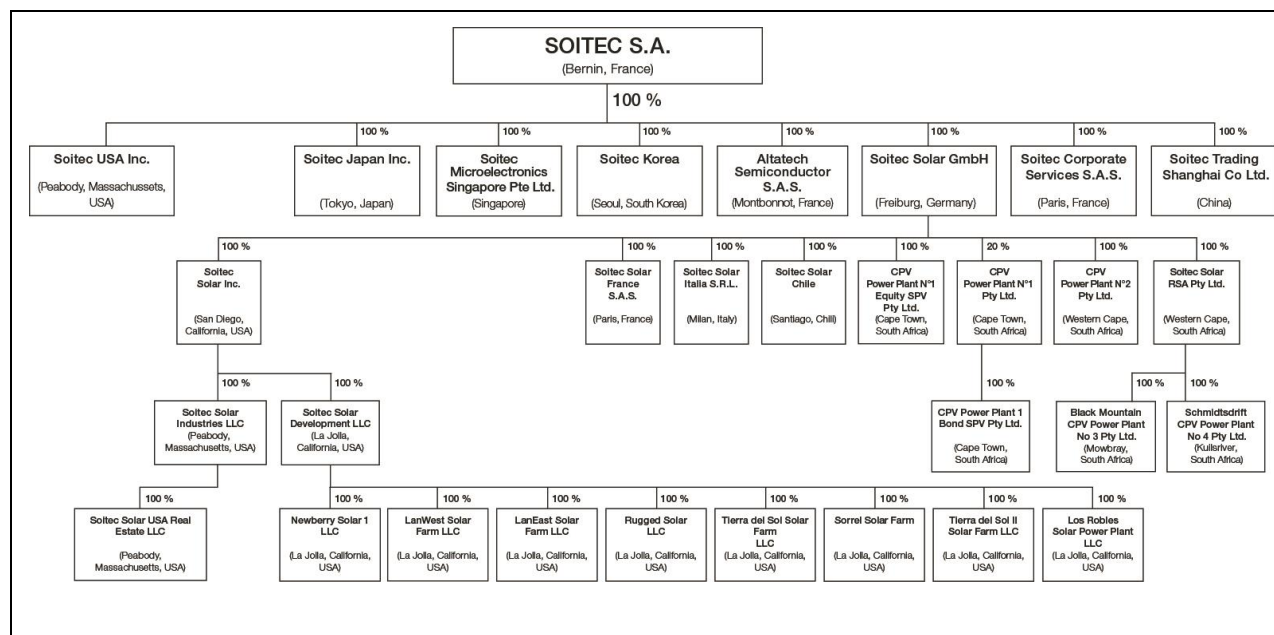 SOITEC S.A.
(Bernin, France)
100 %
100 %
100 %
100 %
100 %
100 %
100 %
100 %
Soitec USA Inc.
(Peabody, Massachussets,
USA)
Soitec Japan Inc.
(Tokyo, Japan)
Soitec
Microelectronics
Singapore Pte Ltd.
(Singapore)
Soitec Korea
(Seoul, South Korea)
Altatech
Semiconductor
S.A.S.
(Montbonnot, France)
Soitec Solar GmbH
(Freiburg, Germany)
Soitec Corporate
Services S.A.S.
(Paris, France)
Soitec Trading
Shanghai Co Ltd.
(China)
100 %
100 %
100 %
100 %
100 %
20 %
100 %
100 %
Soitec
Solar Inc.
(San Diego,
California, USA)
Soitec Solar
France
S.A.S.
(Paris, France)
Soitec Solar
Italia S.R.L.
(Milan, Italy)
Soitec Solar
Chile
(Santiago, Chili)
CPV
Power Plant N°1
Equity SPV
Pty Ltd.
(Cape Town,
South Africa)
CPV
Power Plant N°1
Pty Ltd.
(Cape Town,
South Africa)
CPV
Power Plant N°2
Pty Ltd.
(Western Cape,
South Africa)
Soitec Solar
RSA Pty Ltd.
(Western Cape,
South Africa)
100 %
100 %
100 %
100 %
100 %
Soitec Solar
Industries LLC
(Peabody,
Massachusetts, USA)
Soitec Solar
Development LLC
(La Jolla,
California, USA)
CPV Power Plant 1
Bond SPV Pty Ltd.
(Cape Town,
South Africa)
Black Mountain
CPV Power Plant
No 3 Pty Ltd.
(Mowbray,
South Africa)
Schmidtsdrift
CPV Power Plant
No 4 Pty Ltd.
(Kuilsriver,
South Africa)
100 %
100 %
100 %
100 %
100 %
100 %
100 %
100 %
100 %
Soitec Solar USA Real
Estate LLC
(Peabody,
Massachusetts, USA)
Newberry Solar 1
LLC
(La Jolla, California,
USA)
LanWest Solar
Farm LLC
(La Jolla, California,
USA)
LanEast Solar
Farm LLC
(La Jolla, California,
USA)
Rugged Solar
LLC
(La Jolla, California,
USA)
Tierra del Sol Solar
Farm
LLC
(La Jolla, California,
USA)
Sorrel Solar Farm
(La Jolla, California,
USA)
Tierra del Sol II
Solar Farm LLC
(La Jolla, California,
USA)
Los Robles
Solar Power Plant
LLC
(La Jolla, California,
USA)